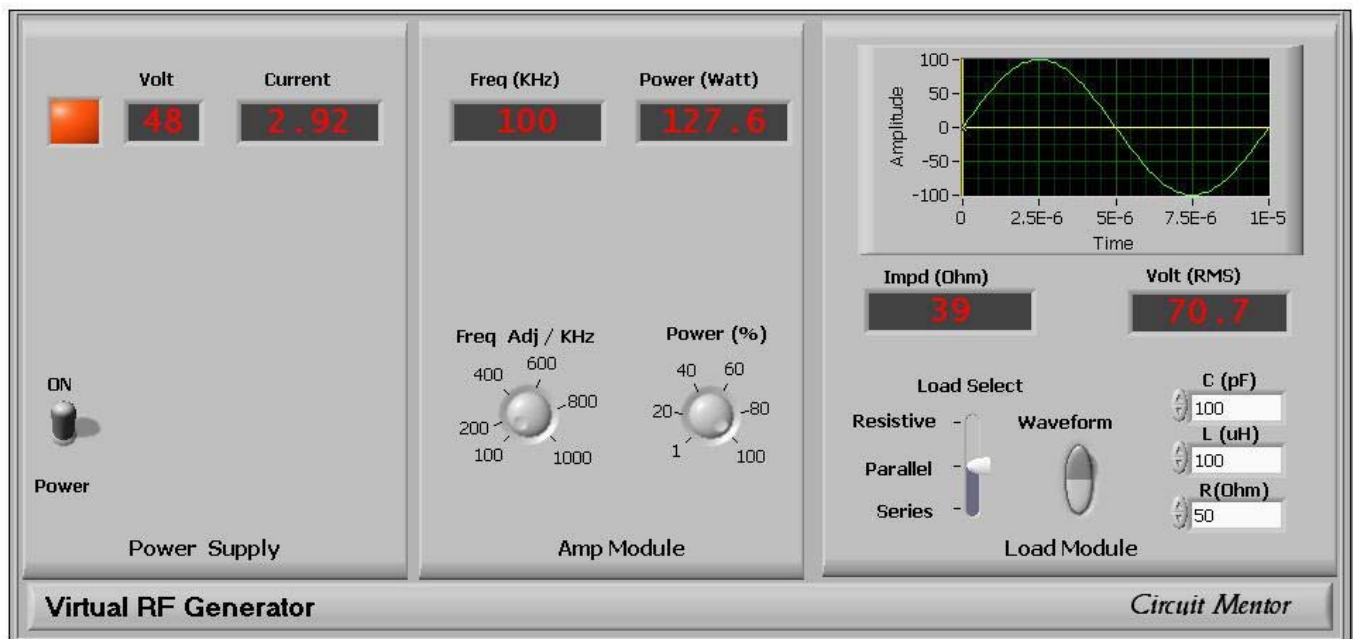 Volt Current
48 2.92
ON
Power
Power Supply
Freq (KHz) Power (Watt)
100 127.6
Freq Adj / KHz
100 200 400 600 800 1000
Power (%)
1 20 40 60 80 100
Amp Module
Amplitude
100
50
0
-50
-100
0 2.5E-6 5E-6 7.5E-6 1E-5
Time
Impd (Ohm) Volt (RMS)
39 70.7
Load Select
Resistive
Parallel
Series
Waveform
C (pF)
100
L (uH)
100
R(Ohm)
50
Load Module
Virtual RF Generator Circuit Mentor